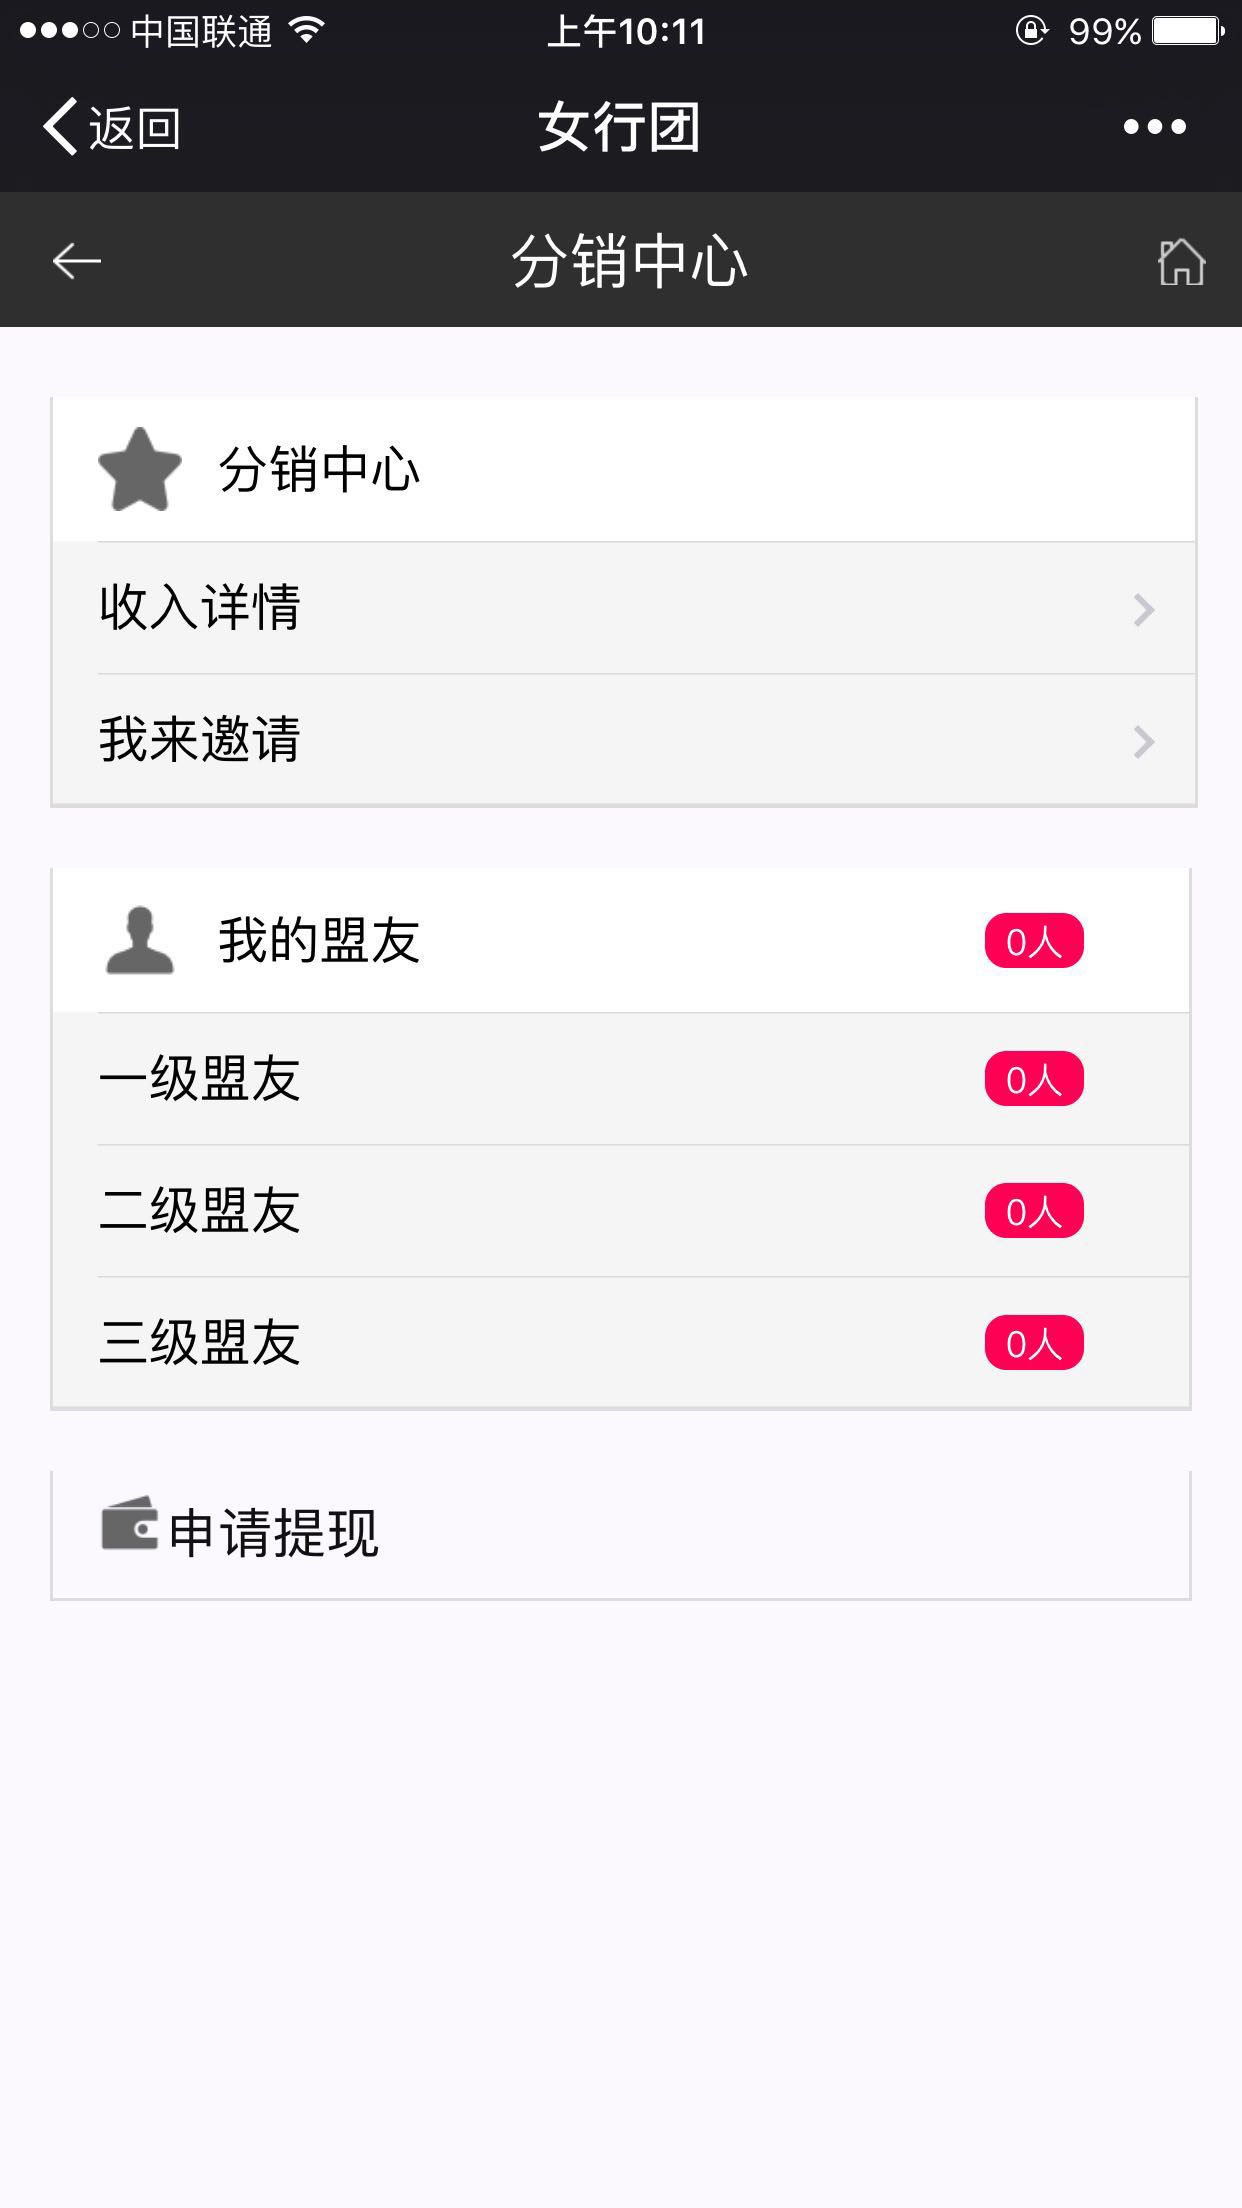 中国联通 上午10:11 99%
返回 女行团
分销中心
分销中心
收入详情
我来邀请
我的盟友 0人
一级盟友 0人
二级盟友 0人
三级盟友 0人
申请提现